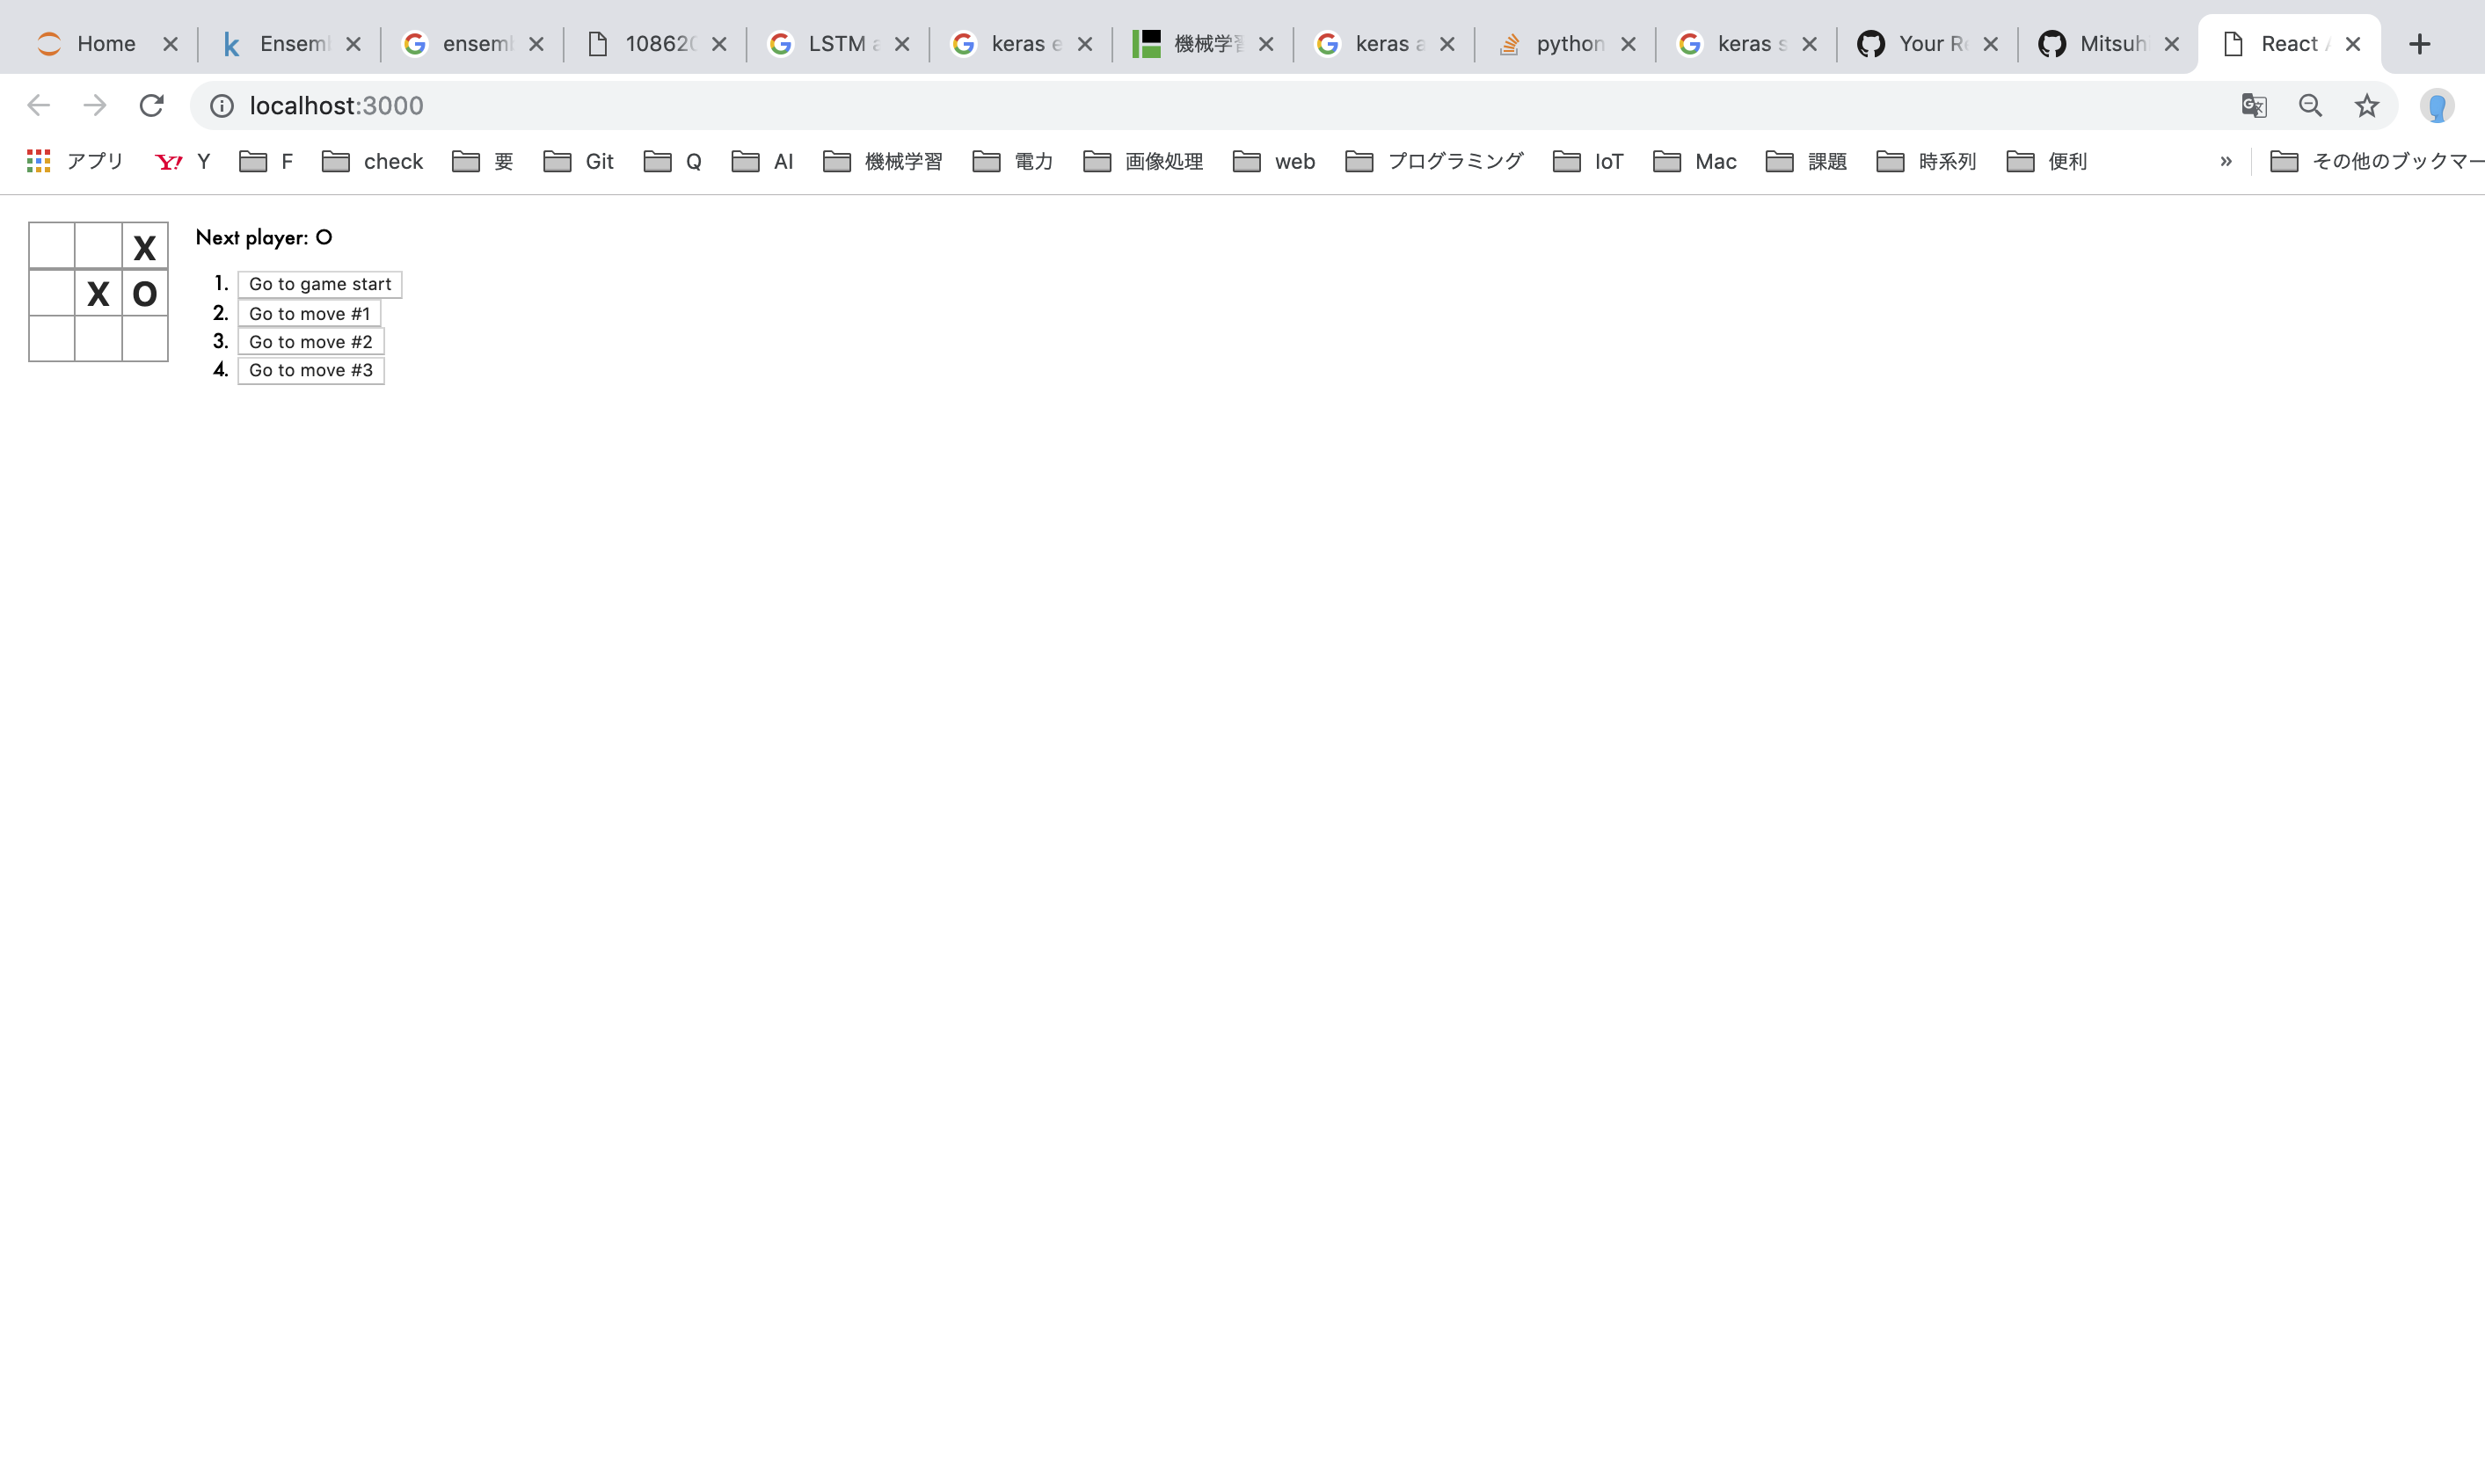 Home Ensem ensem 10862 LSTM keras 機械学習 keras python keras Your Re Mitsuh React
localhost:3000
アプリ Y! Y F check 要 Git Q AI 機械学習 電力 画像処理 web プログラミング IoT Mac 課題 時系列 便利 » その他のブックマー
X
X O
Next player: O
1. Go to game start
2. Go to move #1
3. Go to move #2
4. Go to move #3